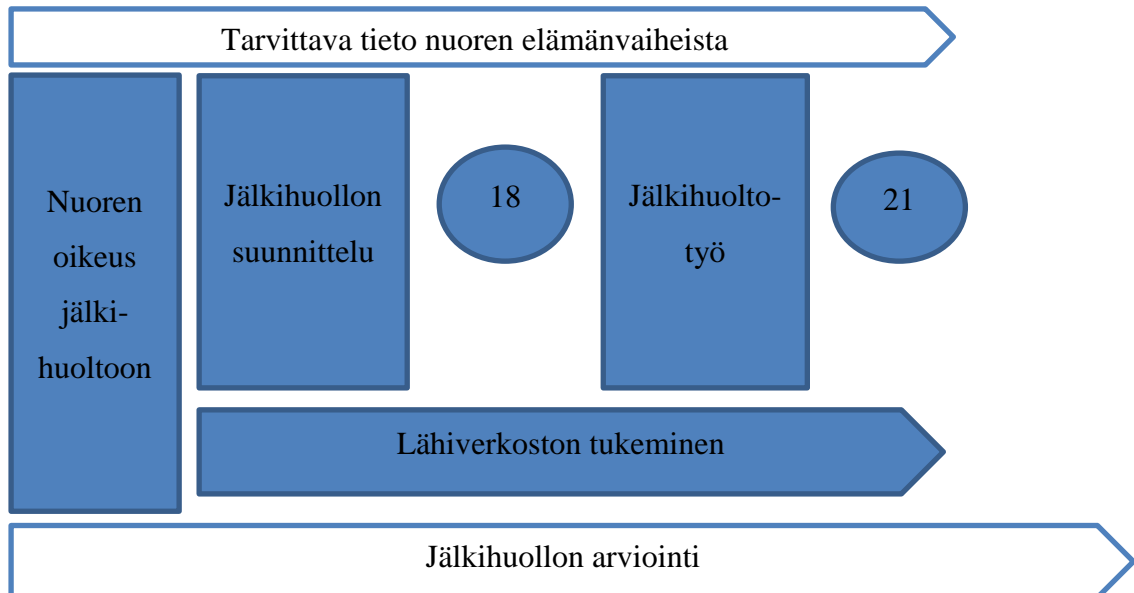 Tarvittava tieto nuoren elämänvaiheista
Nuoren
oikeus
jälki-
huoltoon
Jälkihuollon
suunnittelu
18
Jälkihuolto-
työ
21
Lähiverkoston tukeminen
Jälkihuollon arviointi